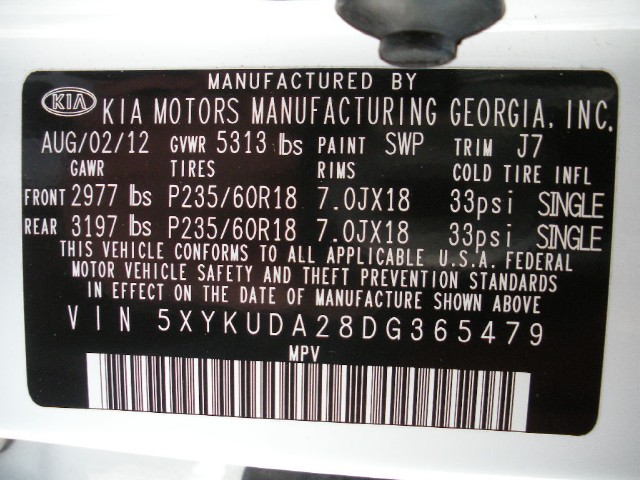 MANUFACTURED BY
KIA KIA MOTORS MANUFACTURING GEORGIA, INC.
AUG/02/12 GVWR 5313 lbs PAINT SWP TRIM J7
GAWR TIRES RIMS COLD TIRE INFL
FRONT 2977 lbs P235/60R18 7.0JX18 33psi SINGLE
REAR 3197 lbs P235/60R18 7.0JX18 33psi SINGLE
THIS VEHICLE CONFORMS TO ALL APPLICABLE U.S.A. FEDERAL
MOTOR VEHICLE SAFETY AND THEFT PREVENTION STANDARDS
IN EFFECT ON THE DATE OF MANUFACTURE SHOWN ABOVE
VIN 5XYKUDA28DG365479
MPV